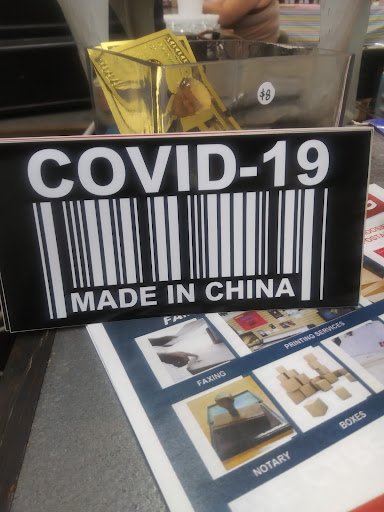 $8
COVID-19
MADE IN CHINA
FAXING
PRINTING SERVICES
NOTARY
BOXES